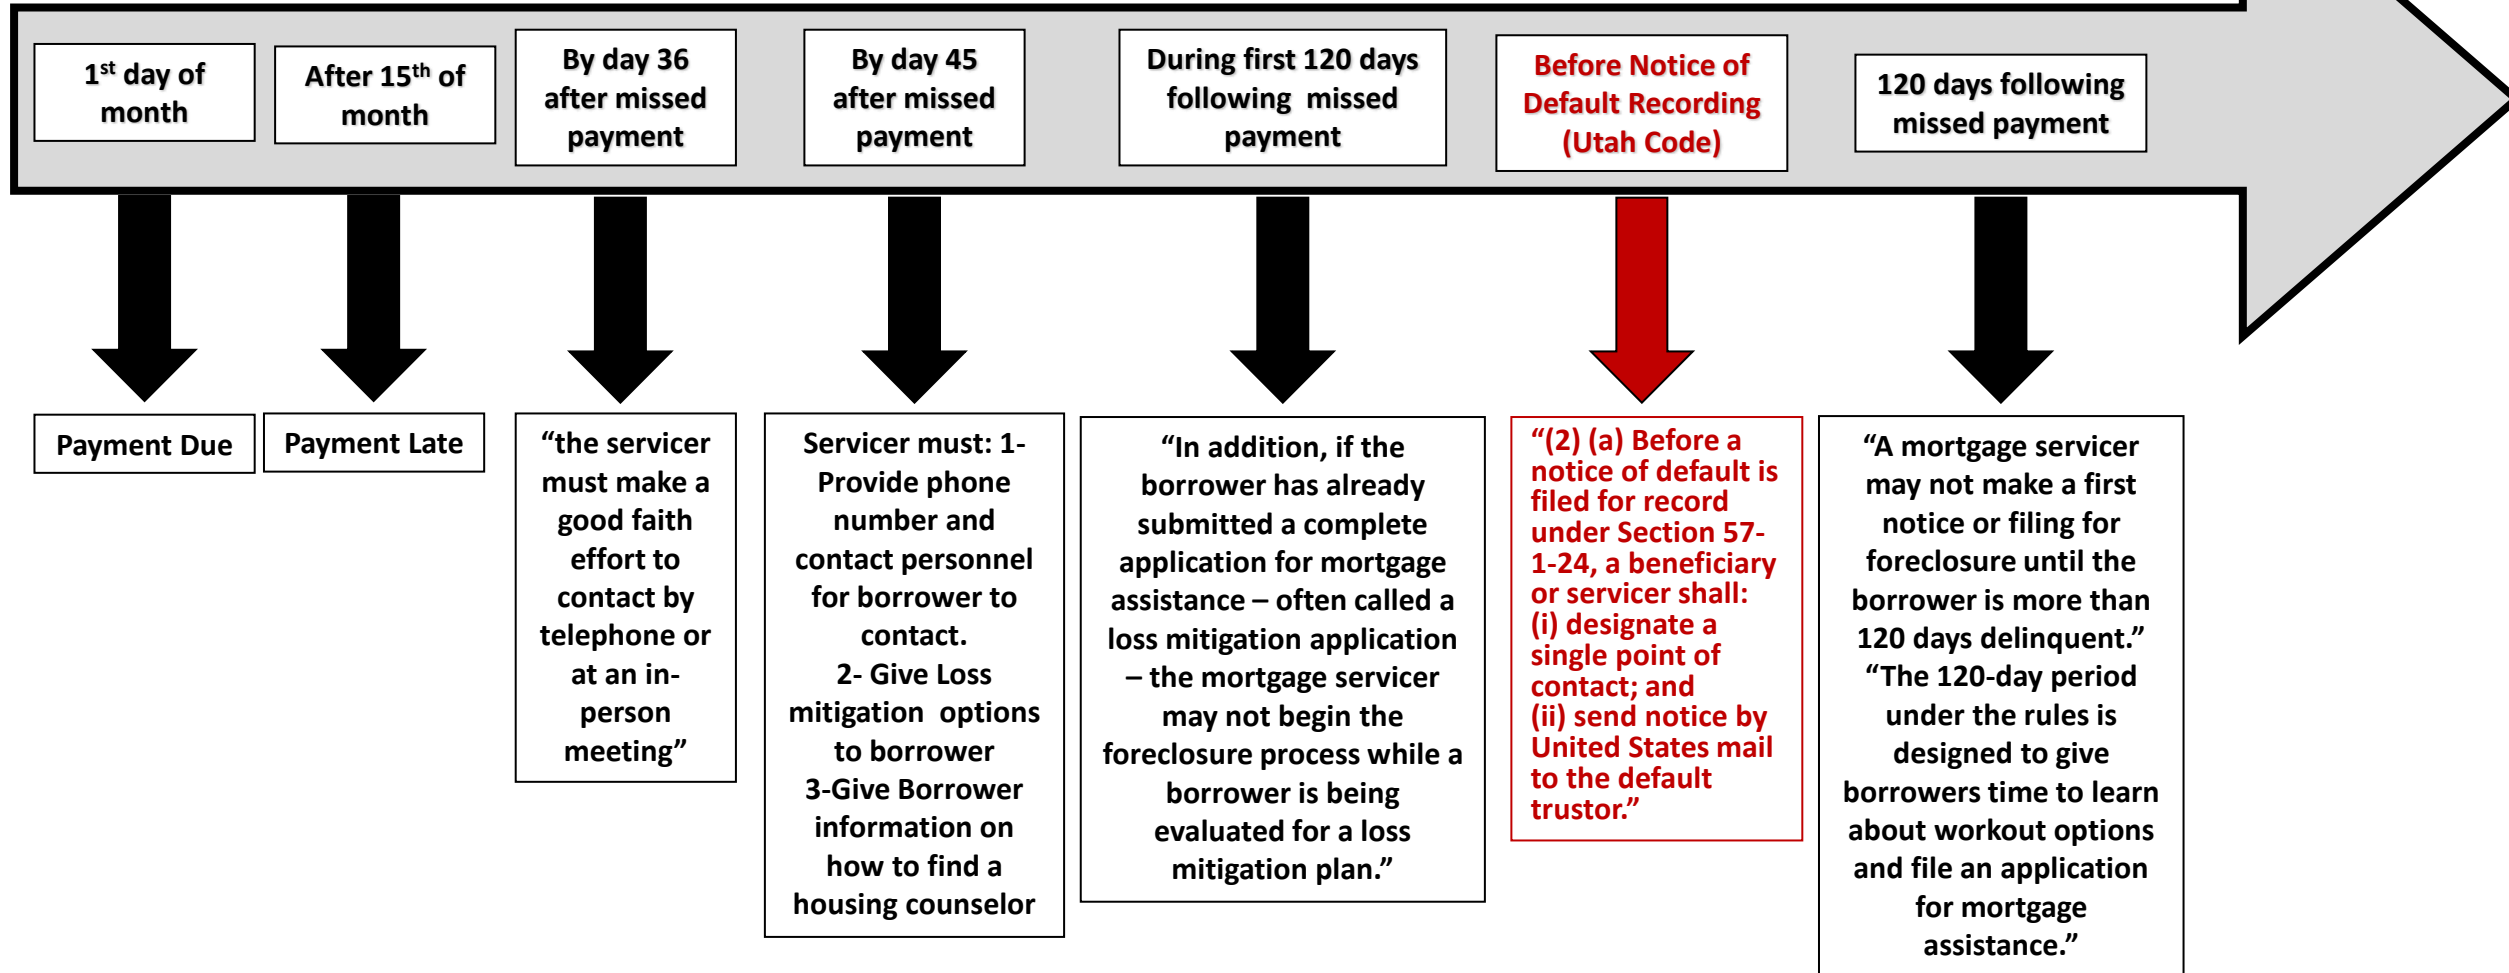 1st day of
month
After 15th of
month
By day 36
after missed
payment
By day 45
after missed
payment
During first 120 days
following missed
payment
Before Notice of
Default Recording
(Utah Code)
120 days following
missed payment
Payment Due
Payment Late
“the servicer
must make a
good faith
effort to
contact by
telephone or
at an in-
person
meeting”
Servicer must: 1-
Provide phone
number and
contact personnel
for borrower to
contact.
2- Give Loss
mitigation options
to borrower
3-Give Borrower
information on
how to find a
housing counselor
“In addition, if the
borrower has already
submitted a complete
application for mortgage
assistance – often called a
loss mitigation application
– the mortgage servicer
may not begin the
foreclosure process while a
borrower is being
evaluated for a loss
mitigation plan.”
“(2) (a) Before a
notice of default is
filed for record
under Section 57-
1-24, a beneficiary
or servicer shall:
(i) designate a
single point of
contact; and
(ii) send notice by
United States mail
to the default
trustor.”
“A mortgage servicer
may not make a first
notice or filing for
foreclosure until the
borrower is more than
120 days delinquent.”
“The 120-day period
under the rules is
designed to give
borrowers time to learn
about workout options
and file an application
for mortgage
assistance.”